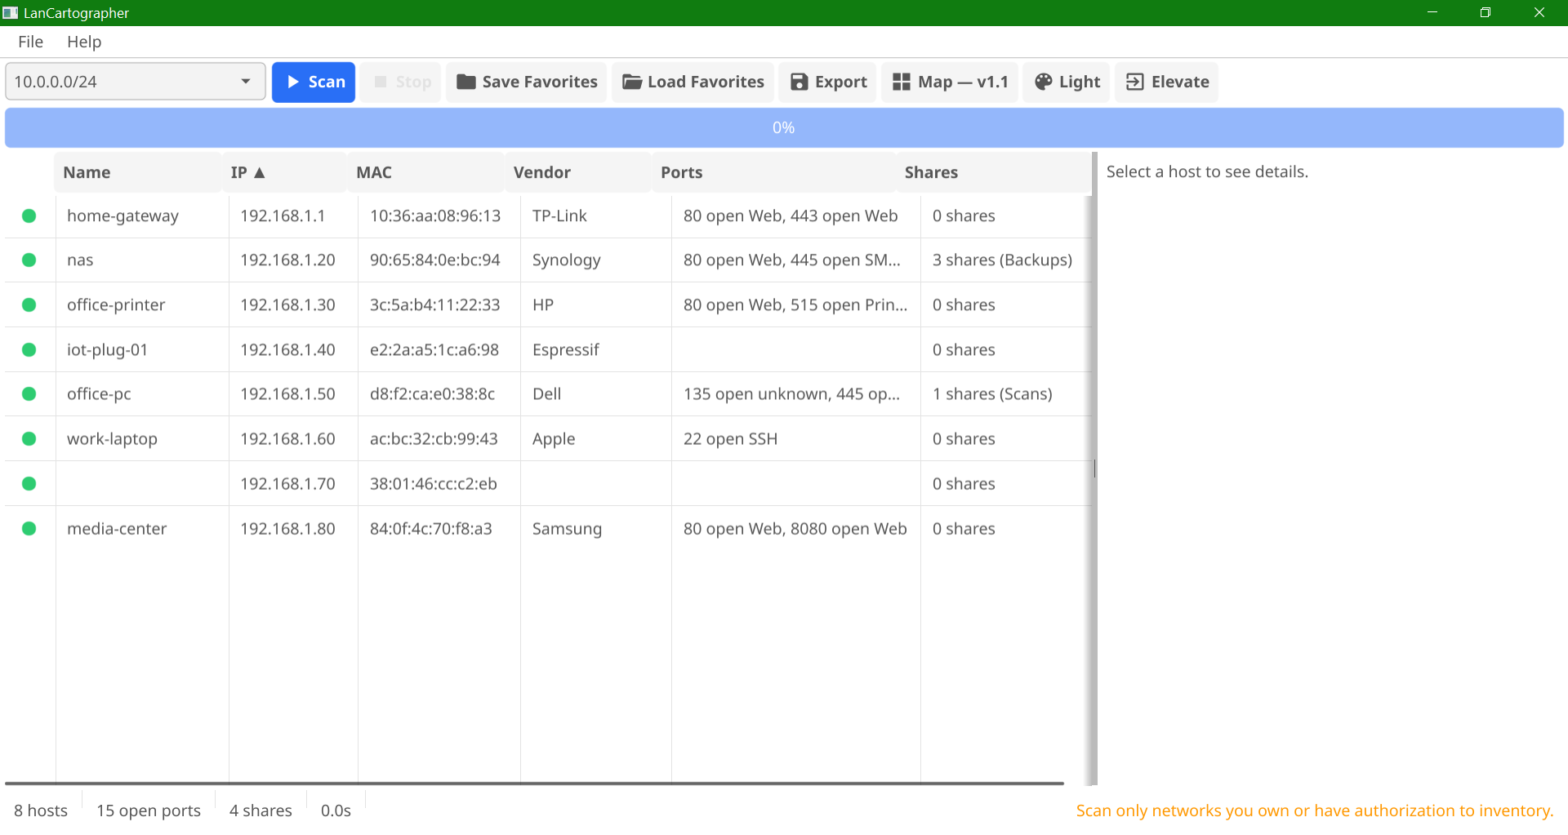 LanCartographer
File Help
10.0.0.0/24 Scan Stop Save Favorites Load Favorites Export Map — v1.1 Light Elevate
0%
Name IP ▲ MAC Vendor Ports Shares
Select a host to see details.
home-gateway 192.168.1.1 10:36:aa:08:96:13 TP-Link 80 open Web, 443 open Web 0 shares
nas 192.168.1.20 90:65:84:0e:bc:94 Synology 80 open Web, 445 open SM... 3 shares (Backups)
office-printer 192.168.1.30 3c:5a:b4:11:22:33 HP 80 open Web, 515 open Prin... 0 shares
iot-plug-01 192.168.1.40 e2:2a:a5:1c:a6:98 Espressif 0 shares
office-pc 192.168.1.50 d8:f2:ca:e0:38:8c Dell 135 open unknown, 445 op... 1 shares (Scans)
work-laptop 192.168.1.60 ac:bc:32:cb:99:43 Apple 22 open SSH 0 shares
192.168.1.70 38:01:46:cc:c2:eb 0 shares
media-center 192.168.1.80 84:0f:4c:70:f8:a3 Samsung 80 open Web, 8080 open Web 0 shares
8 hosts 15 open ports 4 shares 0.0s
Scan only networks you own or have authorization to inventory.